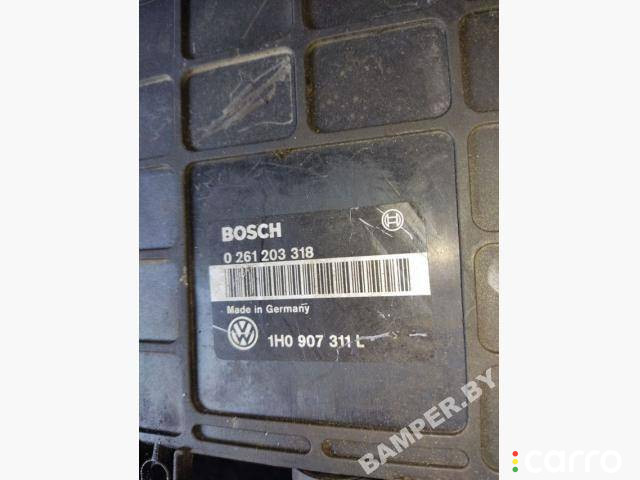 BOSCH
0 261 203 318
Made in Germany
1H0 907 311 L
BAMPER.BY
carro